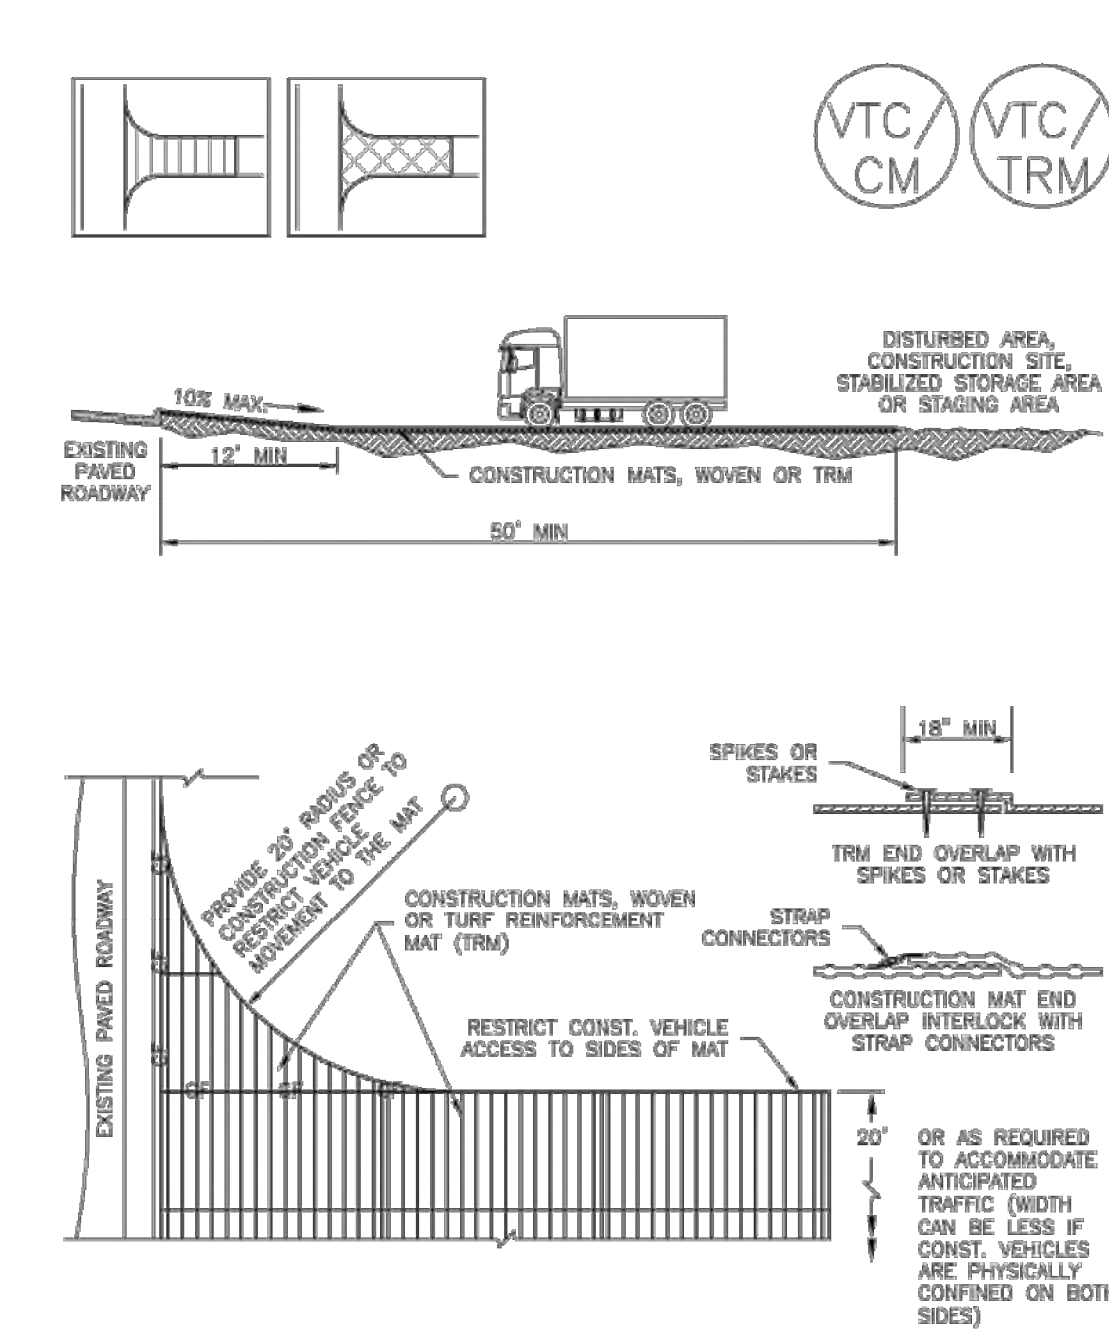 VTC/
CM
VTC/
TRM
DISTURBED AREA,
CONSTRUCTION SITE,
STABILIZED STORAGE AREA
OR STAGING AREA
10% MAX.
EXISTING
PAVED
ROADWAY
12' MIN
CONSTRUCTION MATS, WOVEN OR TRM
50' MIN
PROVIDE 20' RADIUS OR
CONSTRUCTION FENCE TO
RESTRICT VEHICLE
MOVEMENT TO THE MAT
18" MIN
SPIKES OR
STAKES
TRM END OVERLAP WITH
SPIKES OR STAKES
CONSTRUCTION MATS, WOVEN
OR TURF REINFORCEMENT
MAT (TRM)
STRAP
CONNECTORS
CONSTRUCTION MAT END
OVERLAP INTERLOCK WITH
STRAP CONNECTORS
RESTRICT CONST. VEHICLE
ACCESS TO SIDES OF MAT
EXISTING PAVED ROADWAY
CF
CF
CF
CF
CF
CF
20'
OR AS REQUIRED
TO ACCOMMODATE
ANTICIPATED
TRAFFIC (WIDTH
CAN BE LESS IF
CONST. VEHICLES
ARE PHYSICALLY
CONFINED ON BOTH
SIDES)